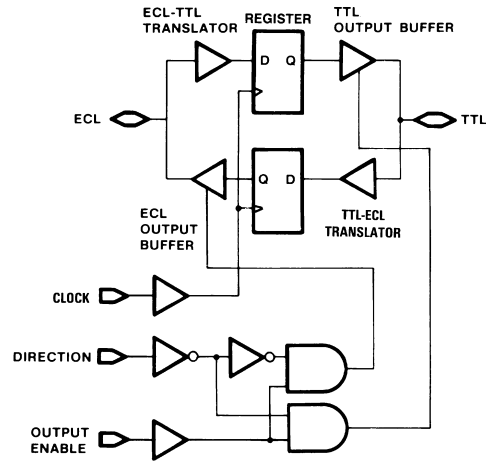 ECL-TTL
TRANSLATOR
REGISTER
TTL
OUTPUT BUFFER
D Q
ECL
TTL
Q D
ECL
OUTPUT
BUFFER
TTL-ECL
TRANSLATOR
CLOCK
DIRECTION
OUTPUT
ENABLE